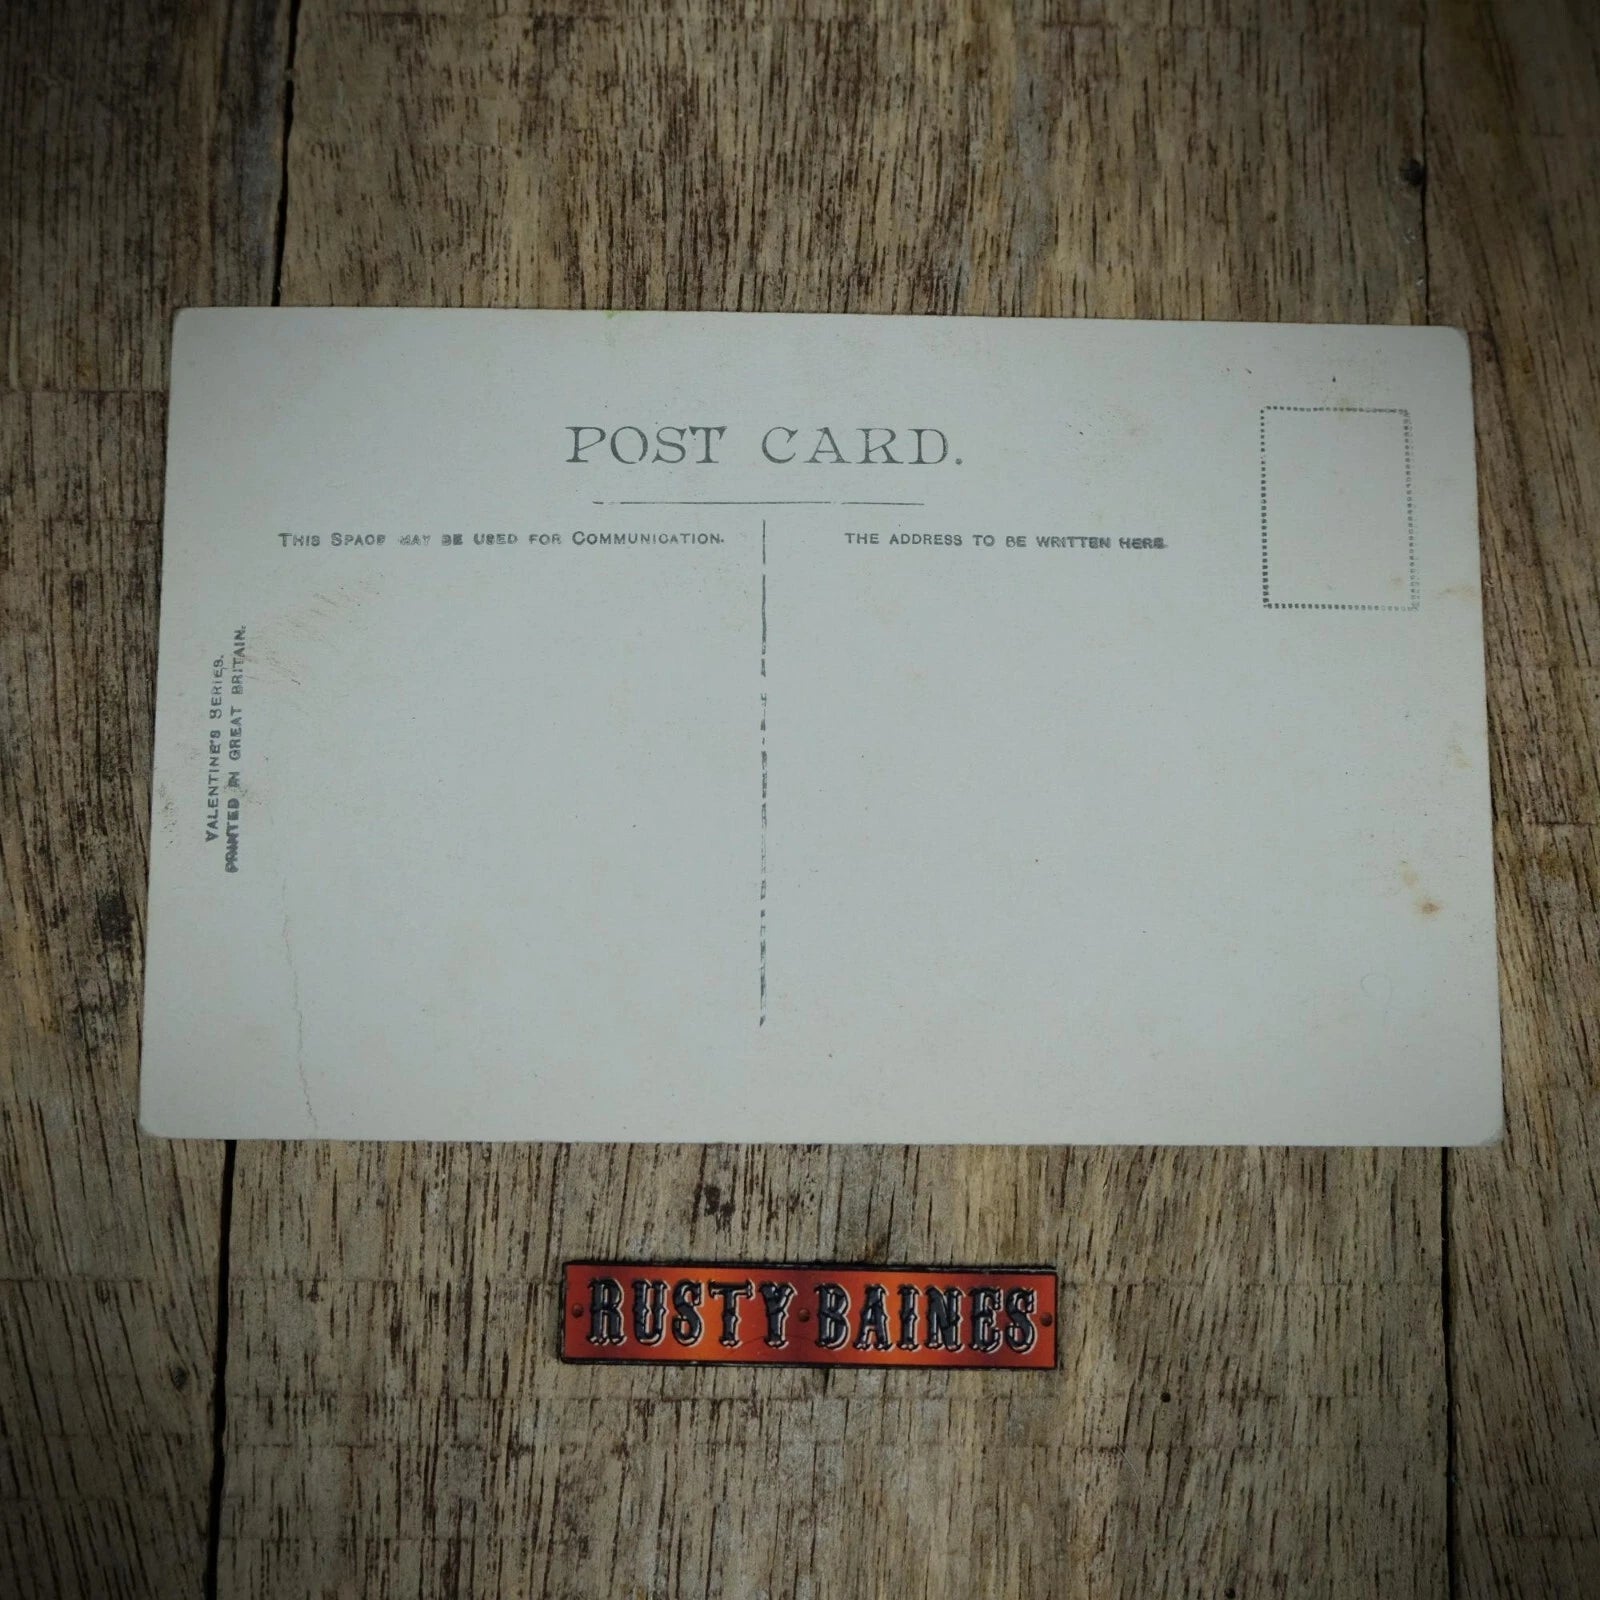 POST CARD.
THIS SPACE MAY BE USED FOR COMMUNICATION.
THE ADDRESS TO BE WRITTEN HERE.
VALENTINE'S SERIES.
PRINTED IN GREAT BRITAIN.
RUSTY·BAINES